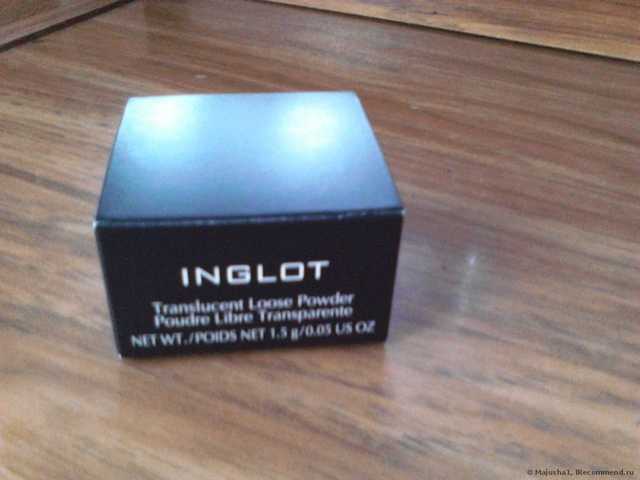 INGLOT
Translucent Loose Powder
Poudre Libre Transparente
NET WT./POIDS NET 1.5 g/0.05 US OZ
© Majusha1, IRecommend.ru